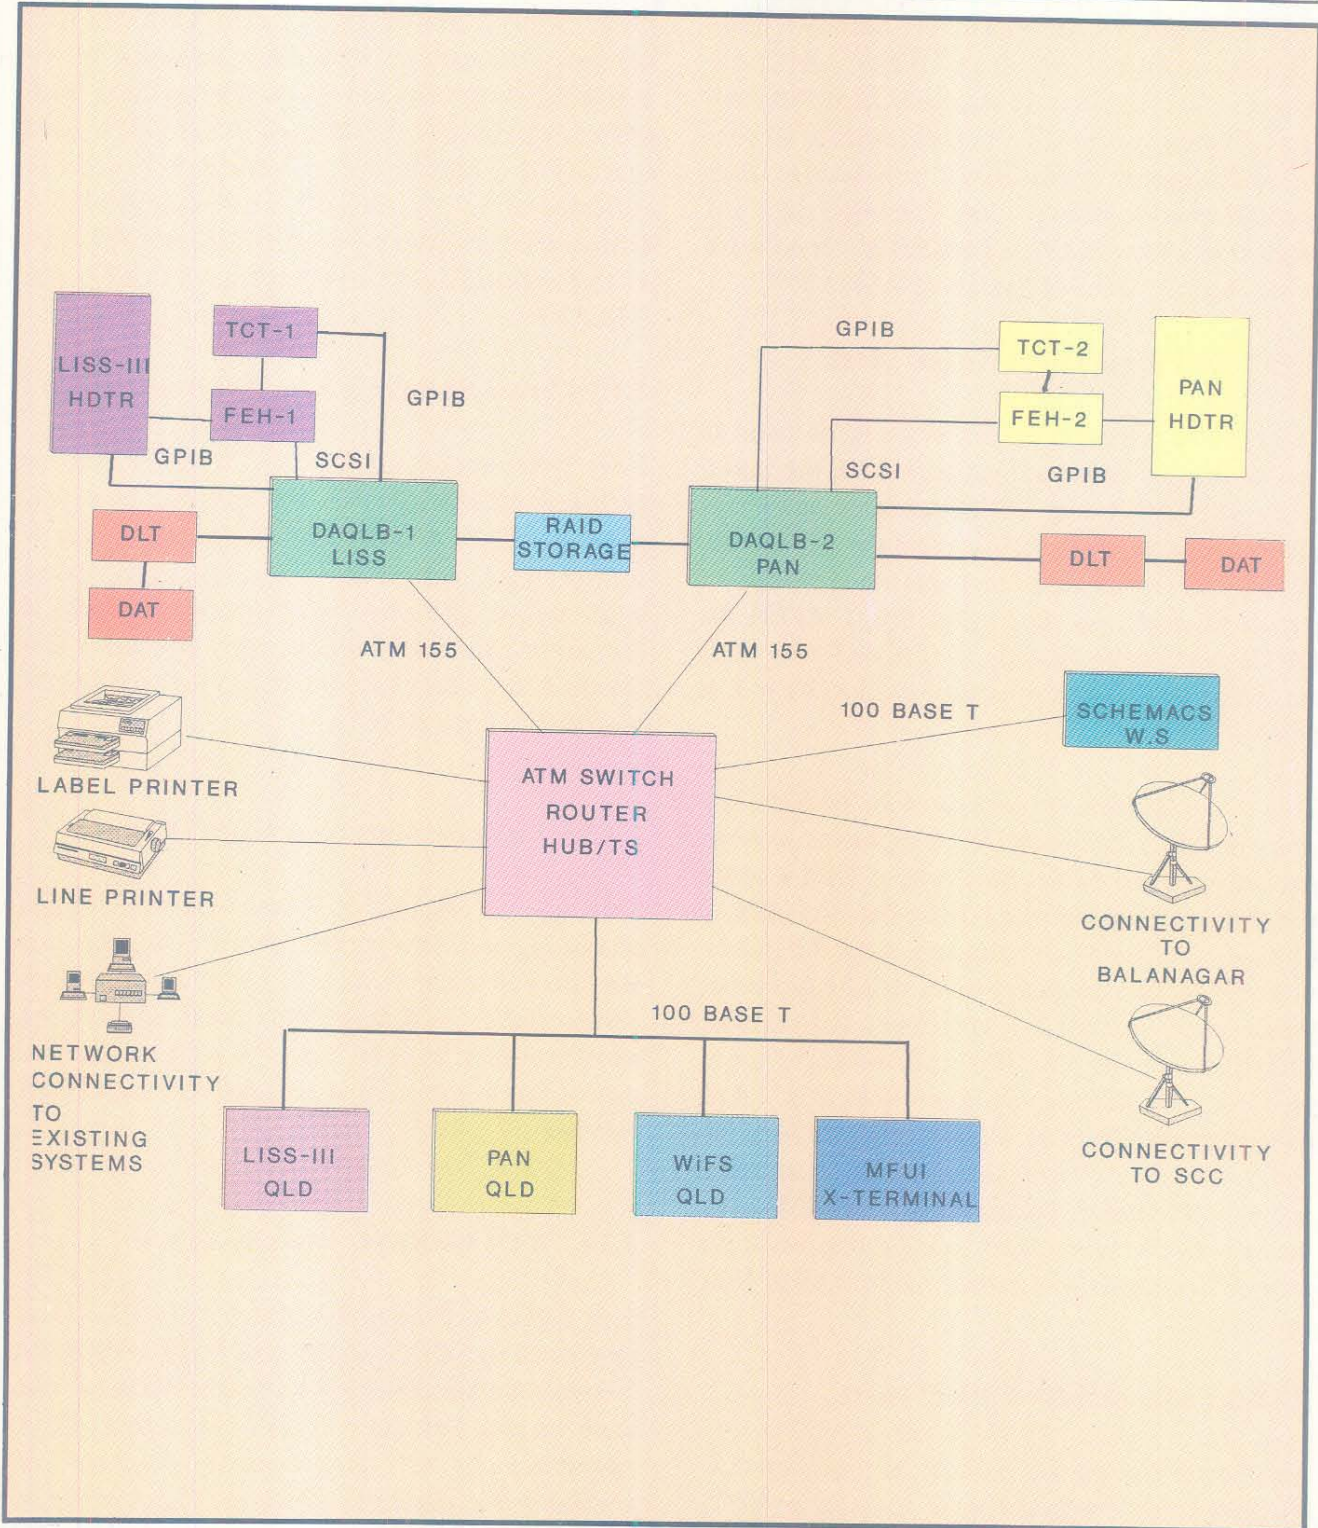 LISS-III
HDTR
TCT-1
FEH-1
GPIB
GPIB
SCSI
DLT
DAT
DAQLB-1
LISS
RAID
STORAGE
DAQLB-2
PAN
GPIB
TCT-2
FEH-2
PAN
HDTR
SCSI
GPIB
DLT
DAT
ATM 155
ATM 155
100 BASE T
SCHEMACS
W.S
LABEL PRINTER
LINE PRINTER
ATM SWITCH
ROUTER
HUB/TS
CONNECTIVITY
TO
BALANAGAR
NETWORK
CONNECTIVITY
TO
EXISTING
SYSTEMS
100 BASE T
CONNECTIVITY
TO SCC
LISS-III
QLD
PAN
QLD
WiFS
QLD
MFUI
X-TERMINAL